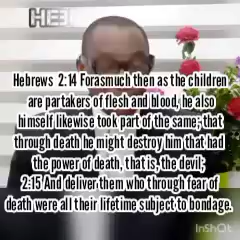 Hebrews 2:14 Forasmuch then as the children
are partakers of flesh and blood, he also
himself likewise took part of the same; that
through death he might destroy him that had
the power of death, that is, the devil;
2:15 And deliver them who through fear of
death were all their lifetime subject to bondage.
InShOt